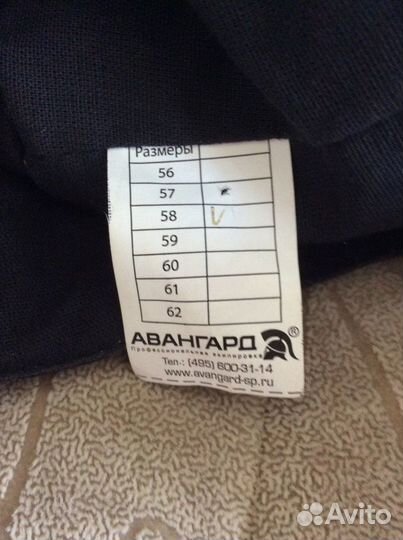 Размеры
56
57
58 V
59
60
61
62
АВАНГАРД ®
Профессиональная экипировка
Тел.: (495) 600-31-14
www.avangard-sp.ru
Avito